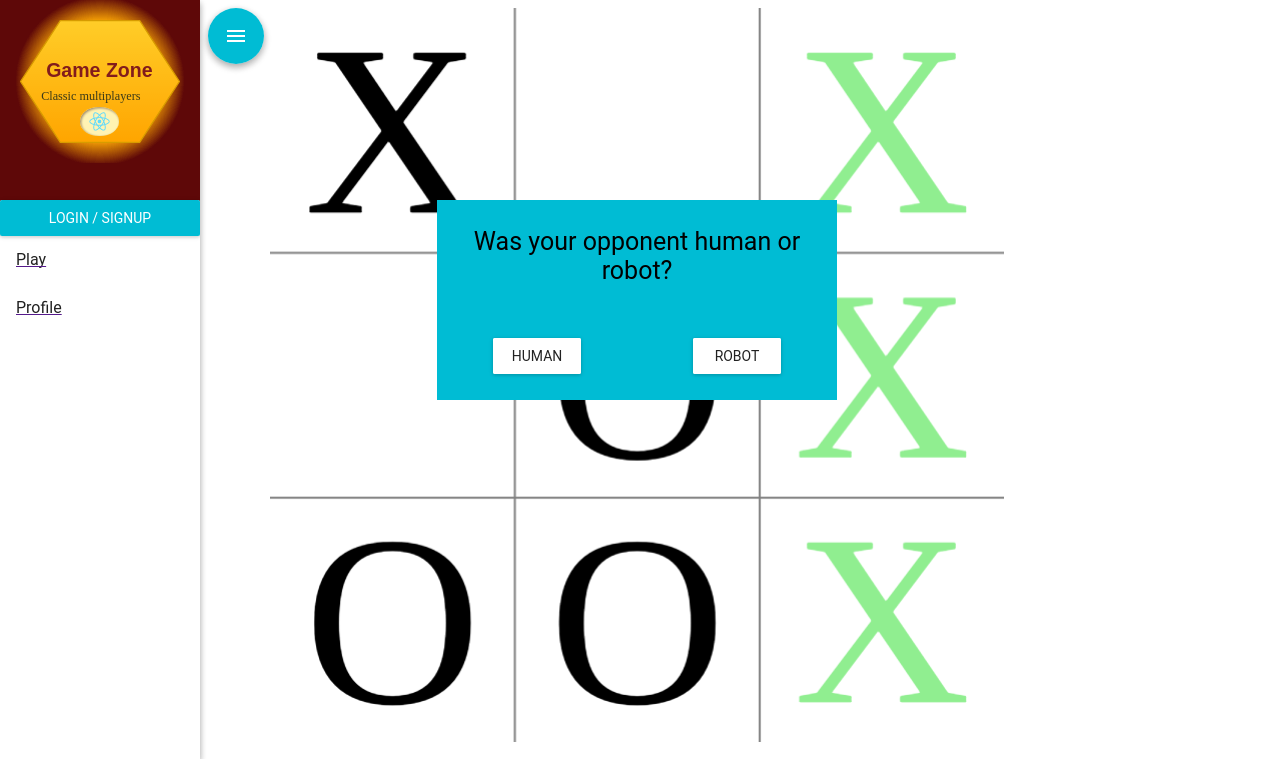 Game Zone
Classic multiplayers
LOGIN / SIGNUP
Play
Profile
X X
Was your opponent human or
robot?
HUMAN ROBOT
O X
O O X